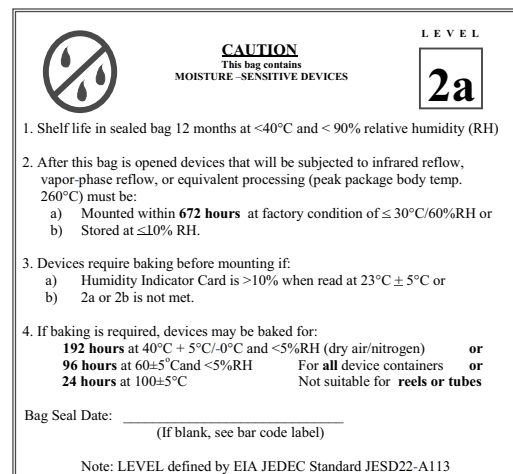 LEVEL
CAUTION
This bag contains
MOISTURE –SENSITIVE DEVICES
2a
1. Shelf life in sealed bag 12 months at <40°C and < 90% relative humidity (RH)
2. After this bag is opened devices that will be subjected to infrared reflow,
vapor-phase reflow, or equivalent processing (peak package body temp.
260°C) must be:
a) Mounted within 672 hours at factory condition of ≤ 30°C/60%RH or
b) Stored at ≤10% RH.
3. Devices require baking before mounting if:
a) Humidity Indicator Card is >10% when read at 23°C ± 5°C or
b) 2a or 2b is not met.
4. If baking is required, devices may be baked for:
192 hours at 40°C + 5°C/-0°C and <5%RH (dry air/nitrogen) or
96 hours at 60±5°Cand <5%RH For all device containers or
24 hours at 100±5°C Not suitable for reels or tubes
Bag Seal Date: ____________________
(If blank, see bar code label)
Note: LEVEL defined by EIA JEDEC Standard JESD22-A113